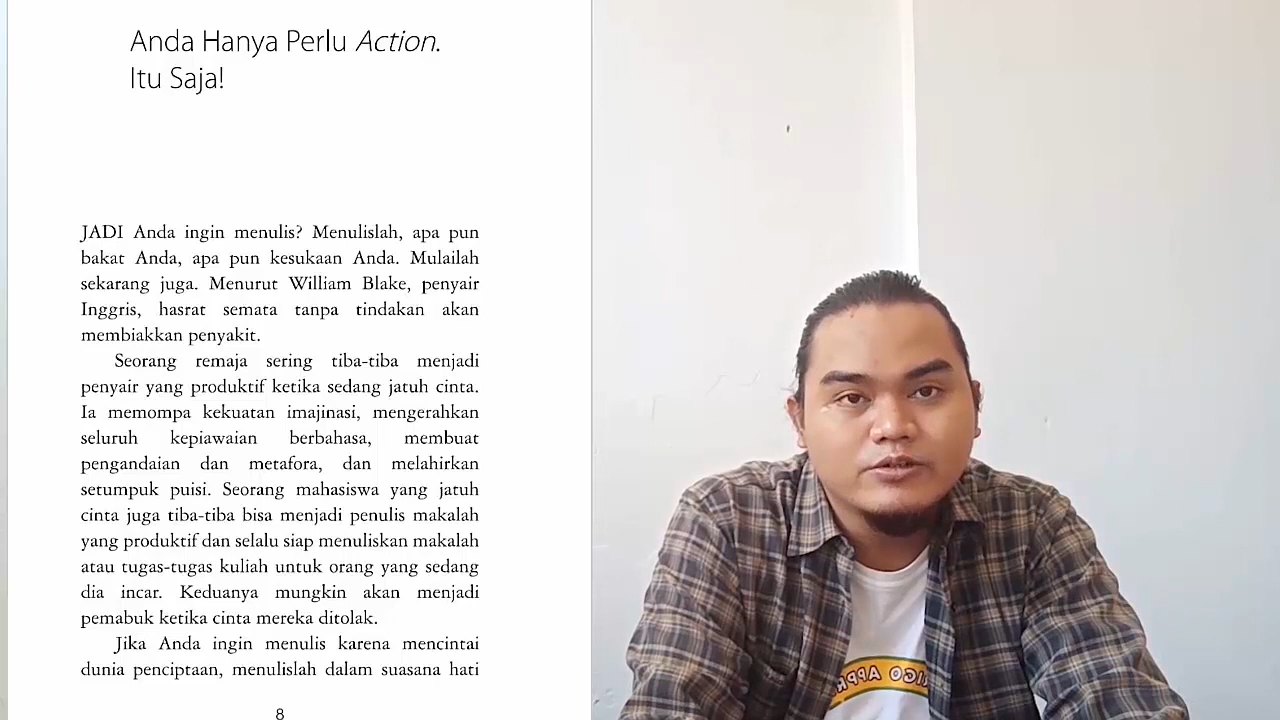 Anda Hanya Perlu Action.
Itu Saja!
JADI Anda ingin menulis? Menulislah, apa pun
bakat Anda, apa pun kesukaan Anda. Mulailah
sekarang juga. Menurut William Blake, penyair
Inggris, hasrat semata tanpa tindakan akan
membiakkan penyakit.
Seorang remaja sering tiba-tiba menjadi
penyair yang produktif ketika sedang jatuh cinta.
Ia memompa kekuatan imajinasi, mengerahkan
seluruh kepiawaian berbahasa, membuat
pengandaian dan metafora, dan melahirkan
setumpuk puisi. Seorang mahasiswa yang jatuh
cinta juga tiba-tiba bisa menjadi penulis makalah
yang produktif dan selalu siap menuliskan makalah
atau tugas-tugas kuliah untuk orang yang sedang
dia incar. Keduanya mungkin akan menjadi
pemabuk ketika cinta mereka ditolak.
Jika Anda ingin menulis karena mencintai
dunia penciptaan, menulislah dalam suasana hati
8